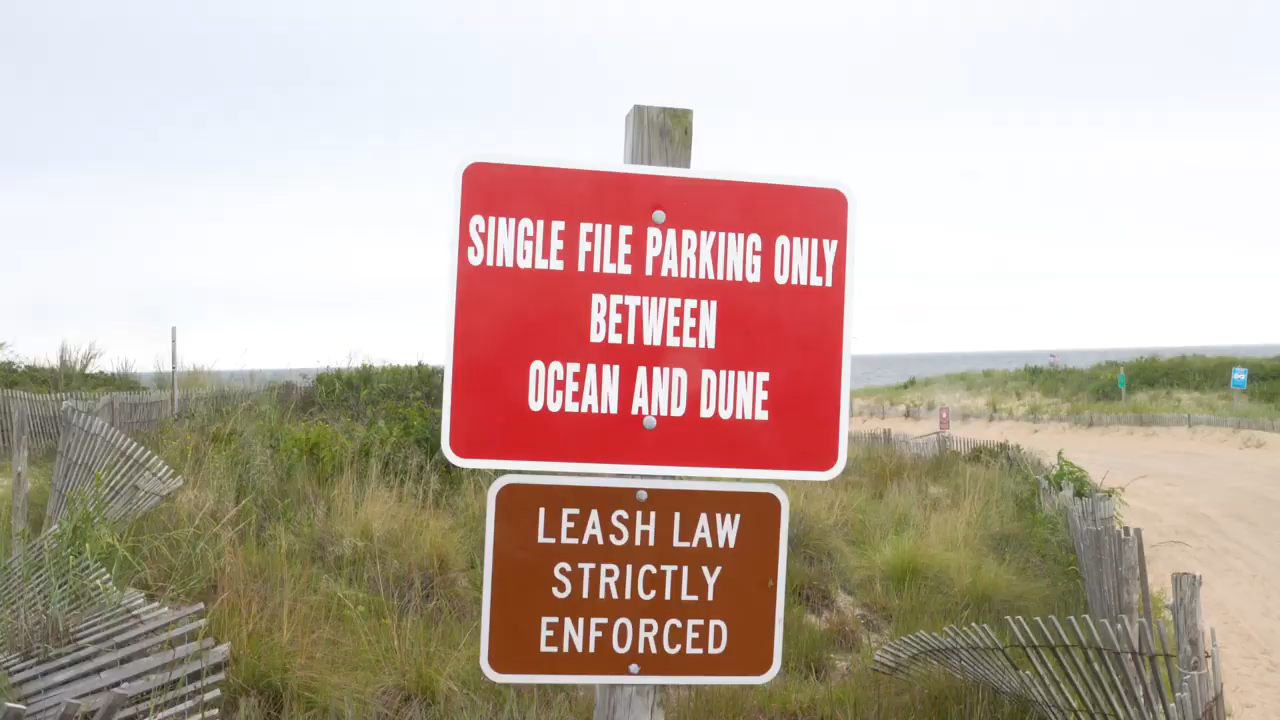 SINGLE FILE PARKING ONLY
BETWEEN
OCEAN AND DUNE
LEASH LAW
STRICTLY
ENFORCED